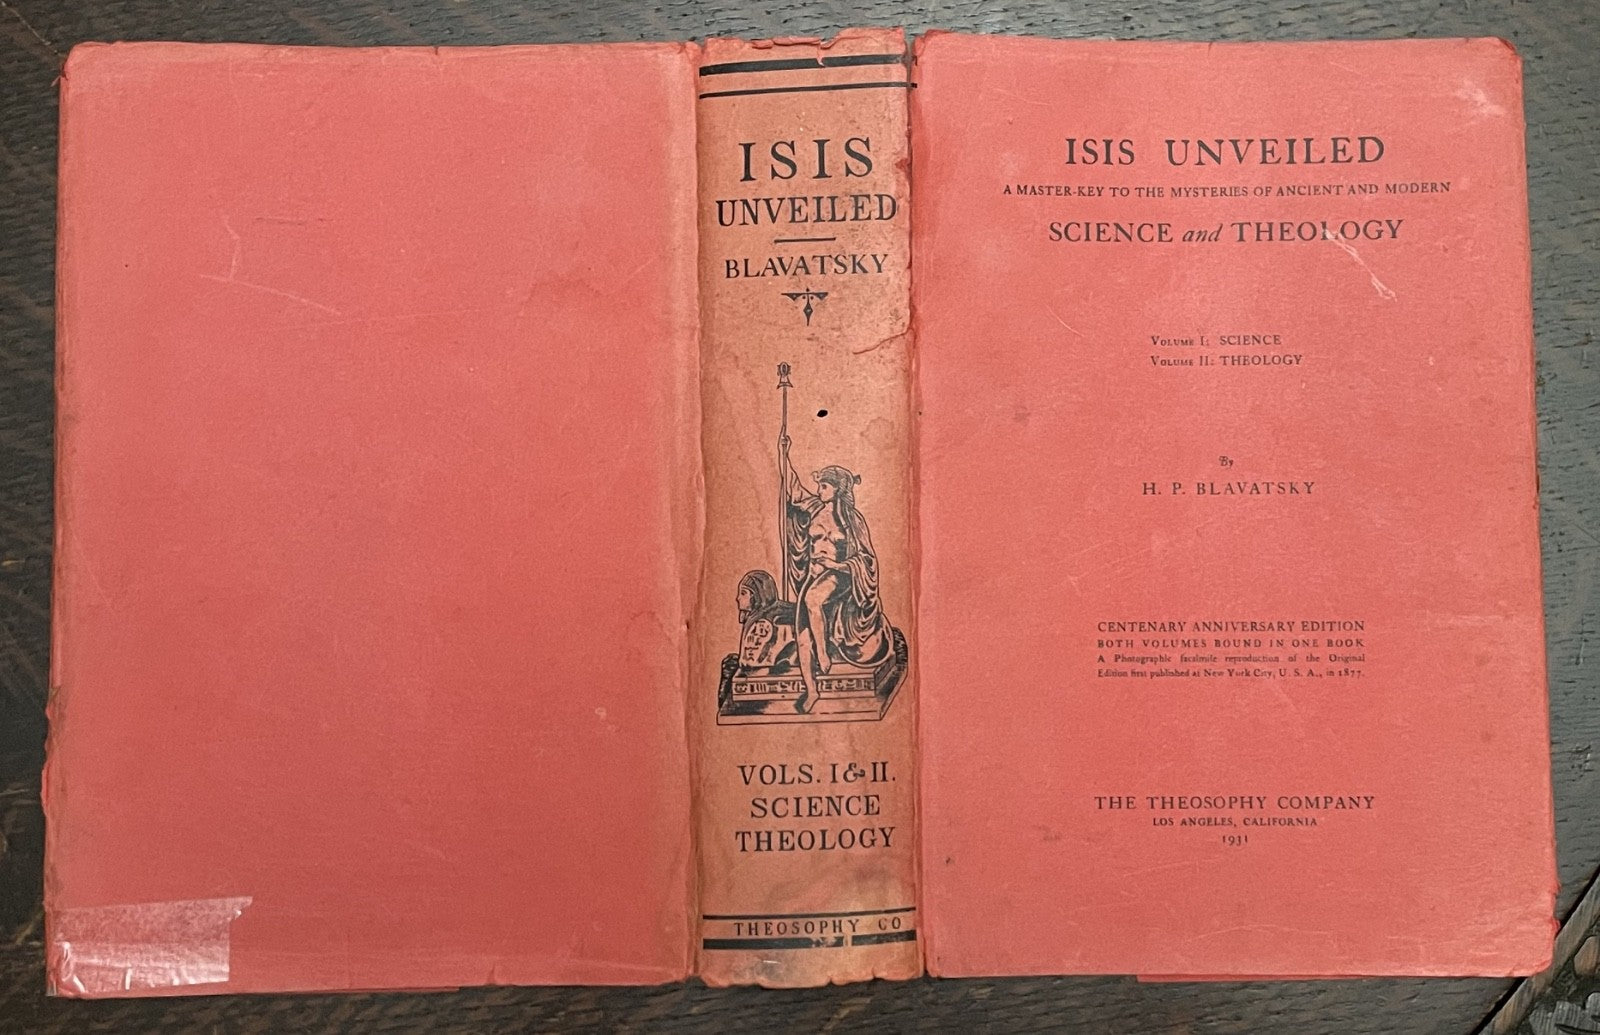 ISIS
UNVEILED
BLAVATSKY
VOLS. I & II.
SCIENCE
THEOLOGY
THEOSOPHY CO
ISIS UNVEILED
A MASTER-KEY TO THE MYSTERIES OF ANCIENT AND MODERN
SCIENCE and THEOLOGY
VOLUME I: SCIENCE
VOLUME II: THEOLOGY
By
H. P. BLAVATSKY
CENTENARY ANNIVERSARY EDITION
BOTH VOLUMES BOUND IN ONE BOOK
A Photographic facsimile reproduction of the Original
Edition first published at New York City, U. S. A., in 1877.
THE THEOSOPHY COMPANY
LOS ANGELES, CALIFORNIA
1931